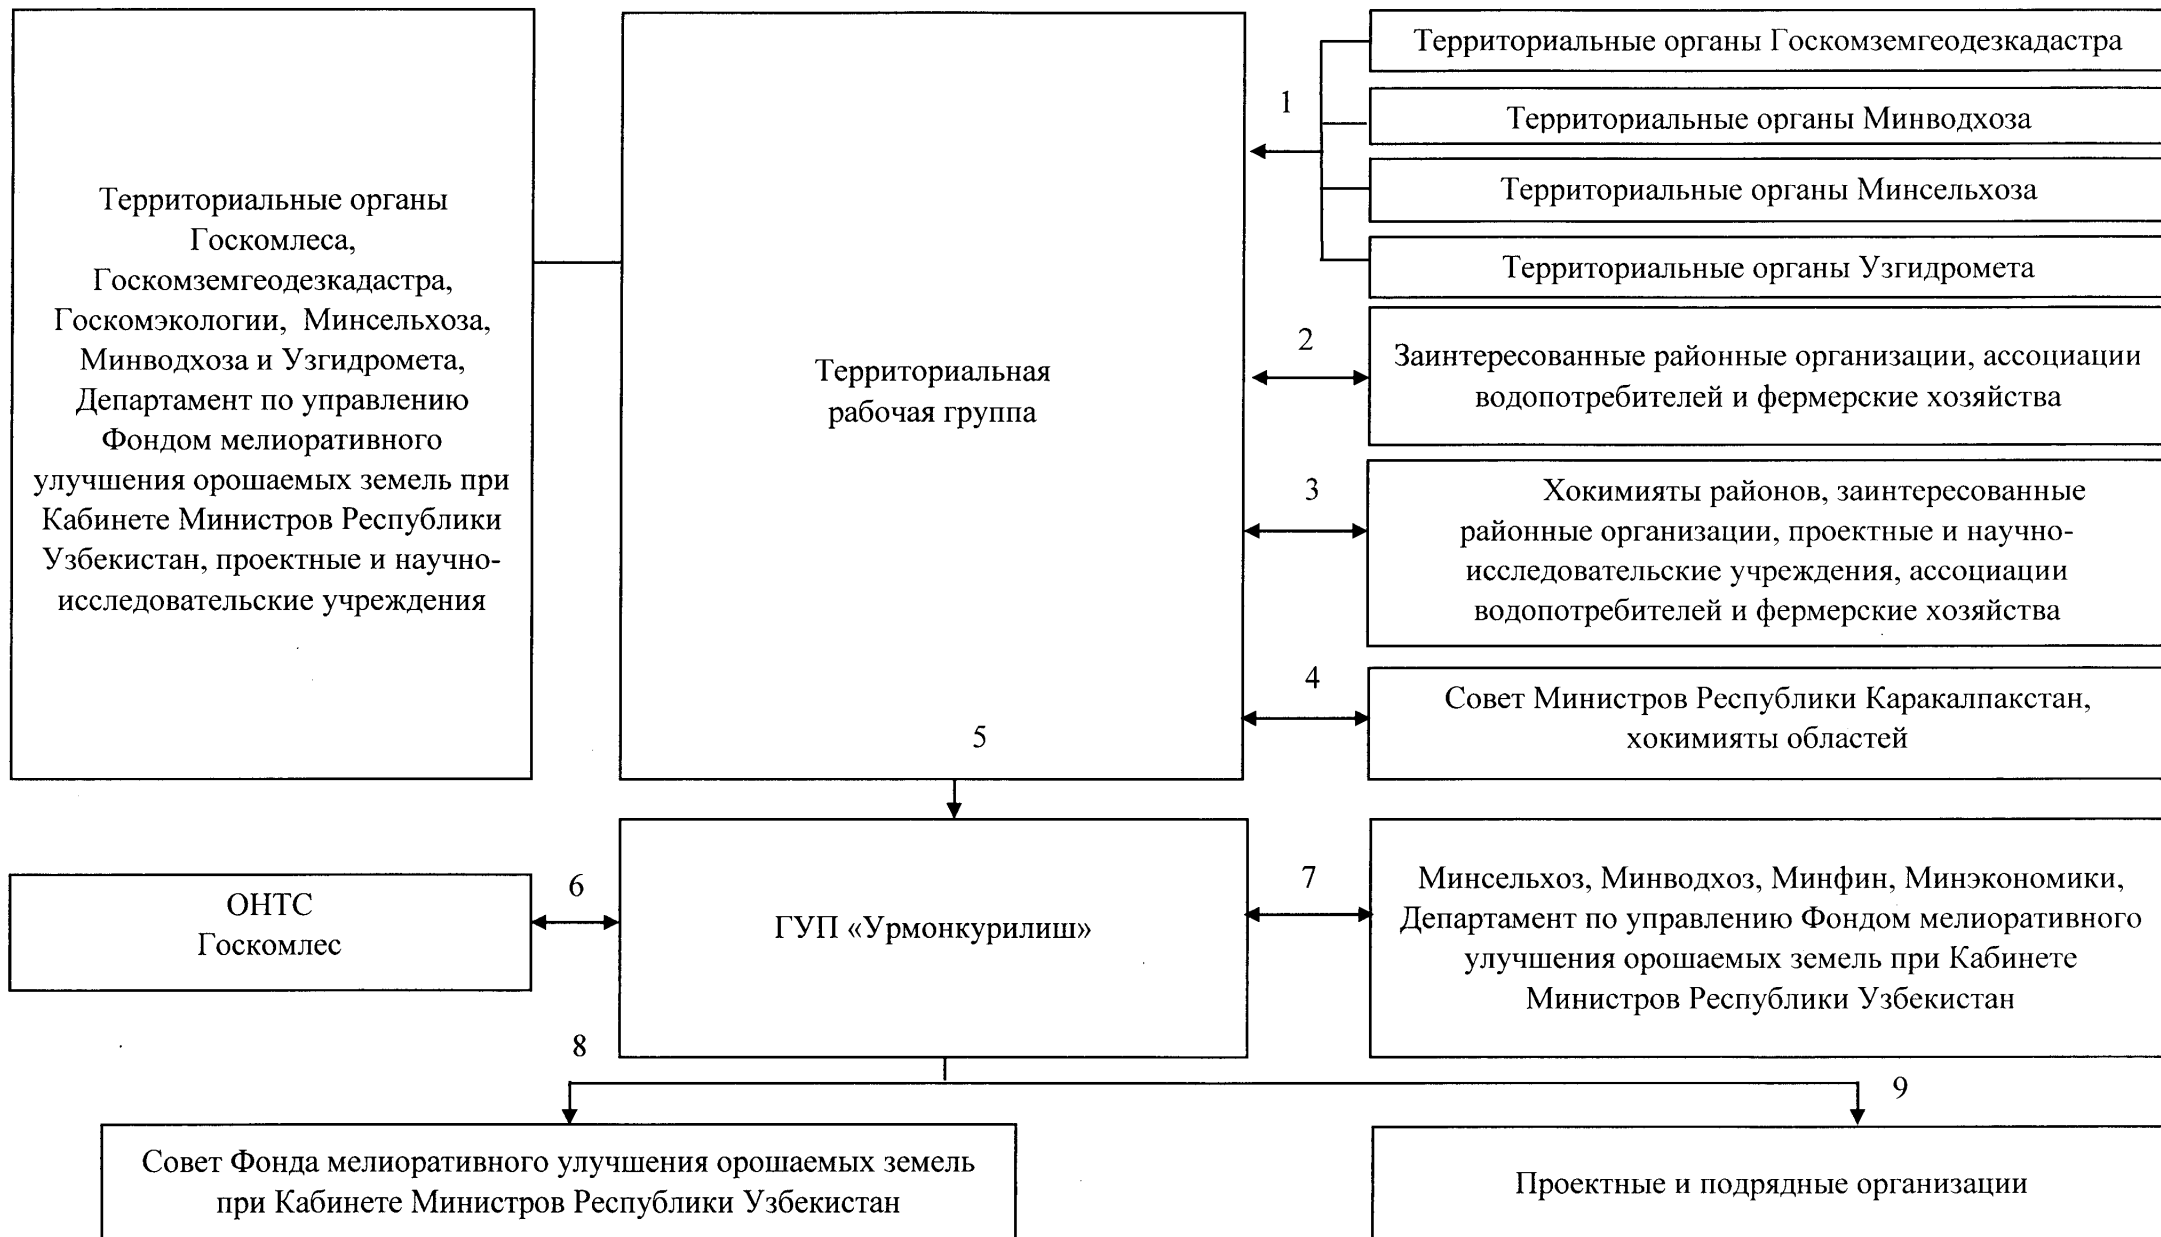 Территориальные органы
Госкомлеса,
Госкомземгеодезкадастра,
Госкомэкологии, Минсельхоза,
Минводхоза и Узгидромета,
Департамент по управлению
Фондом мелиоративного
улучшения орошаемых земель при
Кабинете Министров Республики
Узбекистан, проектные и научно-
исследовательские учреждения
Территориальная
рабочая группа
1
Территориальные органы Госкомземгеодезкадастра
Территориальные органы Минводхоза
Территориальные органы Минсельхоза
Территориальные органы Узгидромета
2
Заинтересованные районные организации, ассоциации
водопотребителей и фермерские хозяйства
3
Хокимияты районов, заинтересованные
районные организации, проектные и научно-
исследовательские учреждения, ассоциации
водопотребителей и фермерские хозяйства
4
Совет Министров Республики Каракалпакстан,
хокимияты областей
5
ОНТС
Госкомлес
6
ГУП «Урмонкурилиш»
7
Минсельхоз, Минводхоз, Минфин, Минэкономики,
Департамент по управлению Фондом мелиоративного
улучшения орошаемых земель при Кабинете
Министров Республики Узбекистан
8
9
Совет Фонда мелиоративного улучшения орошаемых земель
при Кабинете Министров Республики Узбекистан
Проектные и подрядные организации